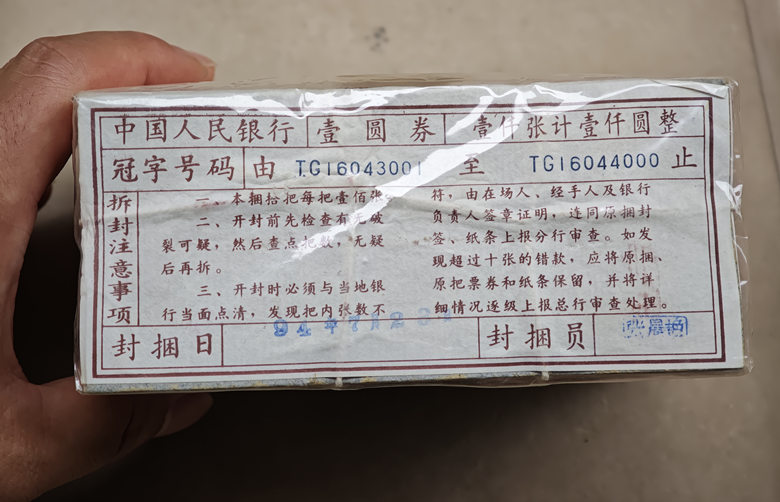 中国人民银行 壹圆券 壹仟张计壹仟圆整
冠字号码 由 TG16043001 至 TG16044000 止
拆封注意事项
一、本捆拾把每把壹佰张。
二、开封前先检查有无破
裂可疑，然后查点把数，无疑
后再拆。
三、开封时必须与当地银
行当面点清，发现把内张数不
符，由在场人、经手人及银行
负责人签章证明，连同原捆封
签、纸条上报分行审查。如发
现超过十张的错款，应将原捆、
原把票券和纸条保留，并将详
细情况逐级上报总行审查处理。
封捆日
封捆员